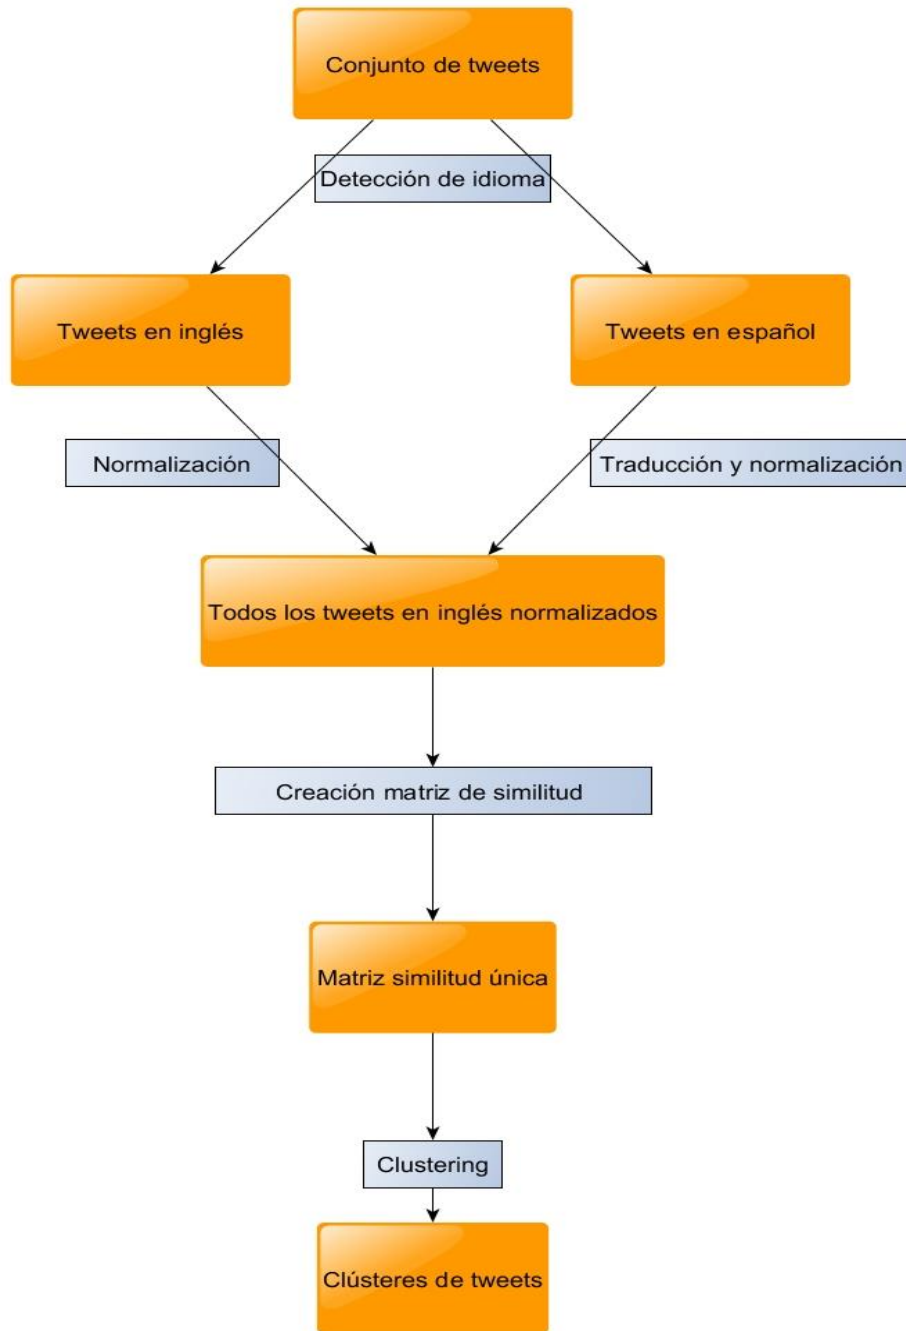 Conjunto de tweets
Detección de idioma
Tweets en inglés
Tweets en español
Normalización
Traducción y normalización
Todos los tweets en inglés normalizados
Creación matriz de similitud
Matriz similitud única
Clustering
Clústeres de tweets